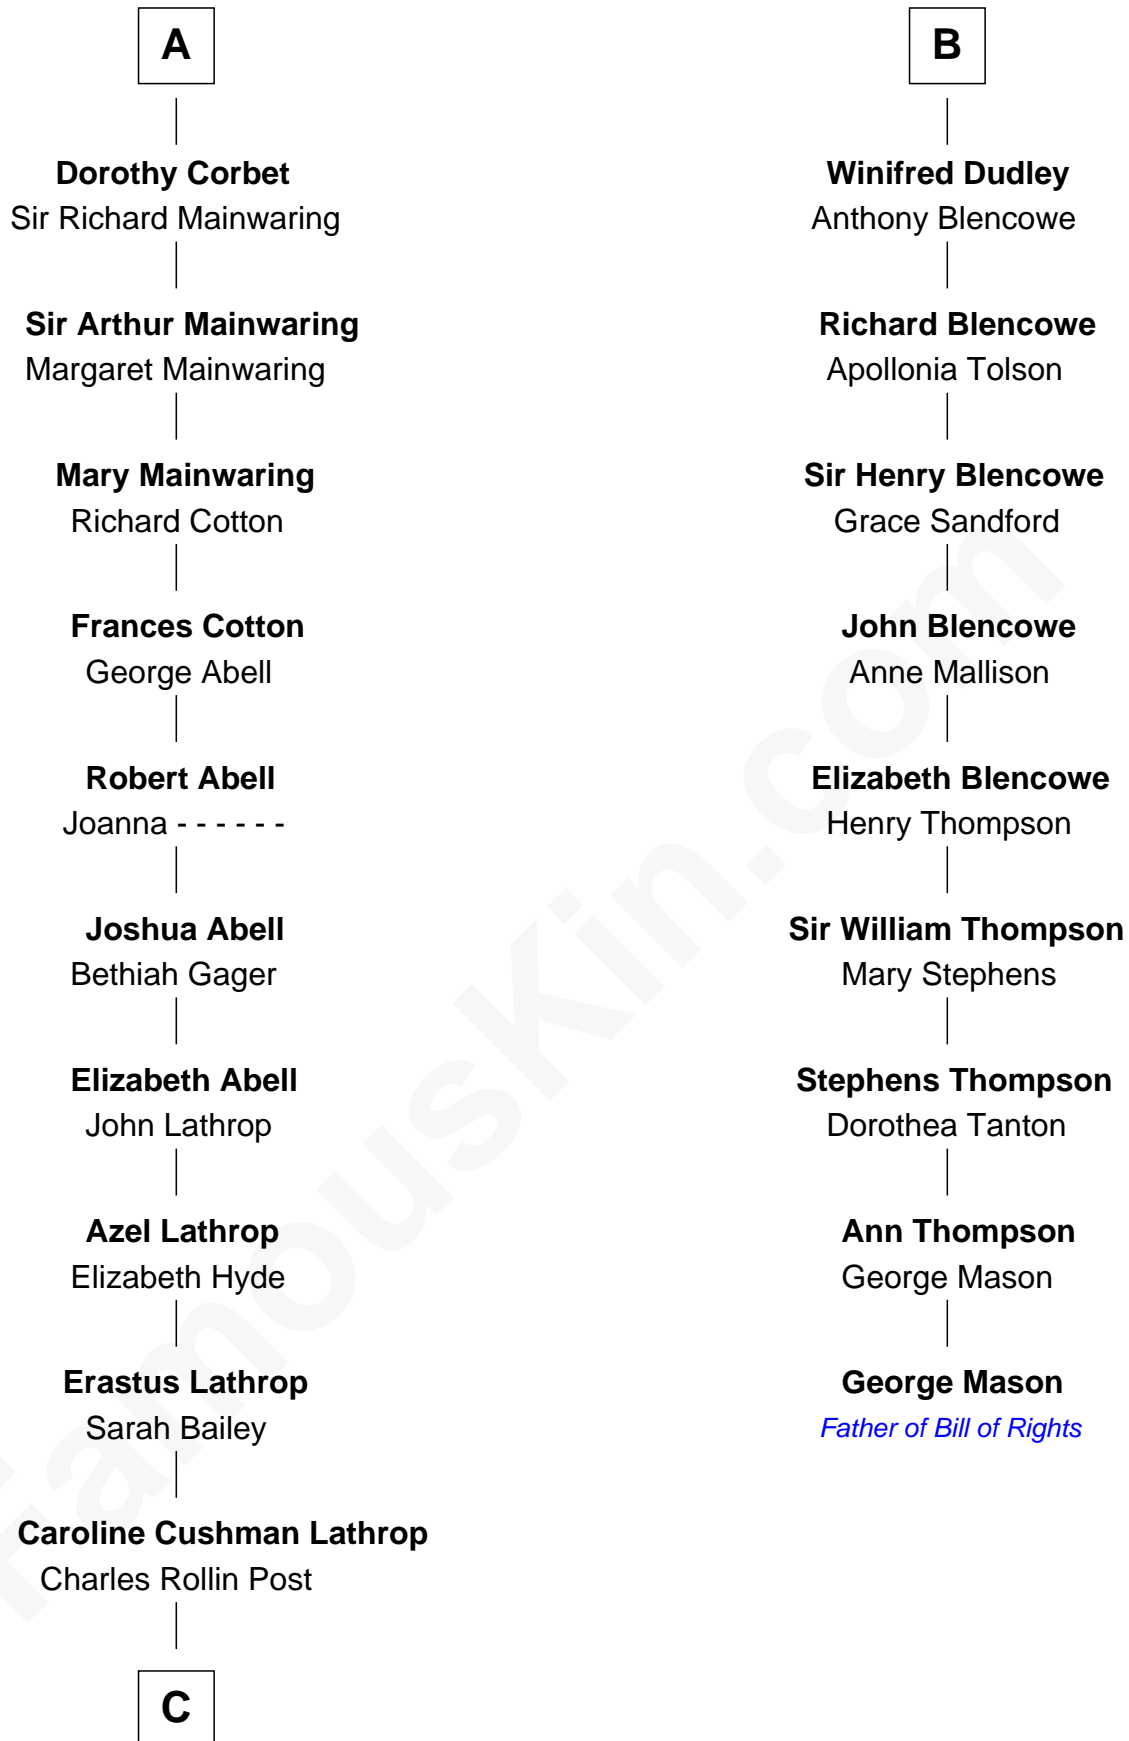 A
Dorothy Corbet
Sir Richard Mainwaring
Sir Arthur Mainwaring
Margaret Mainwaring
Mary Mainwaring
Richard Cotton
Frances Cotton
George Abell
Robert Abell
Joanna - - - - - -
Joshua Abell
Bethiah Gager
Elizabeth Abell
John Lathrop
Azel Lathrop
Elizabeth Hyde
Erastus Lathrop
Sarah Bailey
Caroline Cushman Lathrop
Charles Rollin Post
C
B
Winifred Dudley
Anthony Blencowe
Richard Blencowe
Apollonia Tolson
Sir Henry Blencowe
Grace Sandford
John Blencowe
Anne Mallison
Elizabeth Blencowe
Henry Thompson
Sir William Thompson
Mary Stephens
Stephens Thompson
Dorothea Tanton
Ann Thompson
George Mason
George Mason
Father of Bill of Rights
FamousKin.com